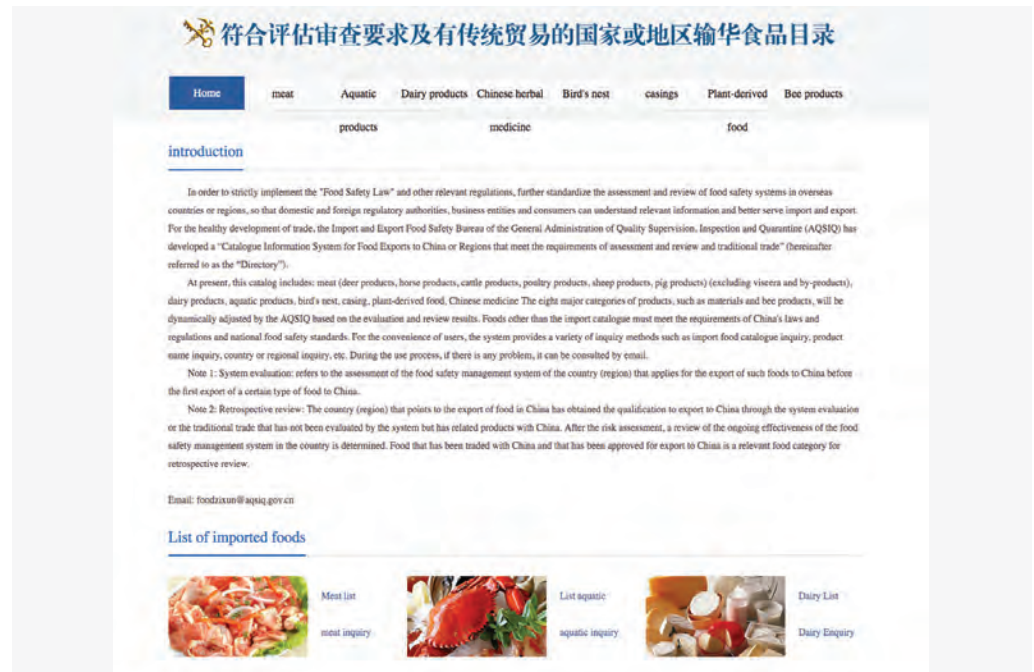 符合评估审查要求及有传统贸易的国家或地区输华食品目录
Home meat Aquatic products Dairy products Chinese herbal medicine Bird's nest casings Plant-derived food Bee products
introduction
In order to strictly implement the "Food Safety Law" and other relevant regulations, further standardize the assessment and review of food safety systems in overseas
countries or regions, so that domestic and foreign regulatory authorities, business entities and consumers can understand relevant information and better serve import and export.
For the healthy development of trade, the Import and Export Food Safety Bureau of the General Administration of Quality Supervision, Inspection and Quarantine (AQSIQ) has
developed a "Catalogue Information System for Food Exports to China or Regions that meet the requirements of assessment and review and traditional trade" (hereinafter
referred to as the "Directory").
At present, this catalog includes: meat (deer products, horse products, cattle products, poultry products, sheep products, pig products) (excluding viscera and by-products),
dairy products, aquatic products, bird's nest, casing, plant-derived food, Chinese medicine The eight major categories of products, such as materials and bee products, will be
dynamically adjusted by the AQSIQ based on the evaluation and review results. Foods other than the import catalogue must meet the requirements of China's laws and
regulations and national food safety standards. For the convenience of users, the system provides a variety of inquiry methods such as import food catalogue inquiry, product
name inquiry, country or regional inquiry, etc. During the use process, if there is any problem, it can be consulted by email.
Note 1: System evaluation: refers to the assessment of the food safety management system of the country (region) that applies for the export of such foods to China before
the first export of a certain type of food to China.
Note 2: Retrospective review: The country (region) that points to the export of food in China has obtained the qualification to export to China through the system evaluation
or the traditional trade that has not been evaluated by the system but has related products with China. After the risk assessment, a review of the ongoing effectiveness of the food
safety management system in the country is determined. Food that has been traded with China and that has been approved for export to China is a relevant food category for
retrospective review.
Email: foodzixun@aqsiq.gov.cn
List of imported foods
Meat list
meat inquiry
List aquatic
aquatic inquiry
Dairy List
Dairy Enquiry